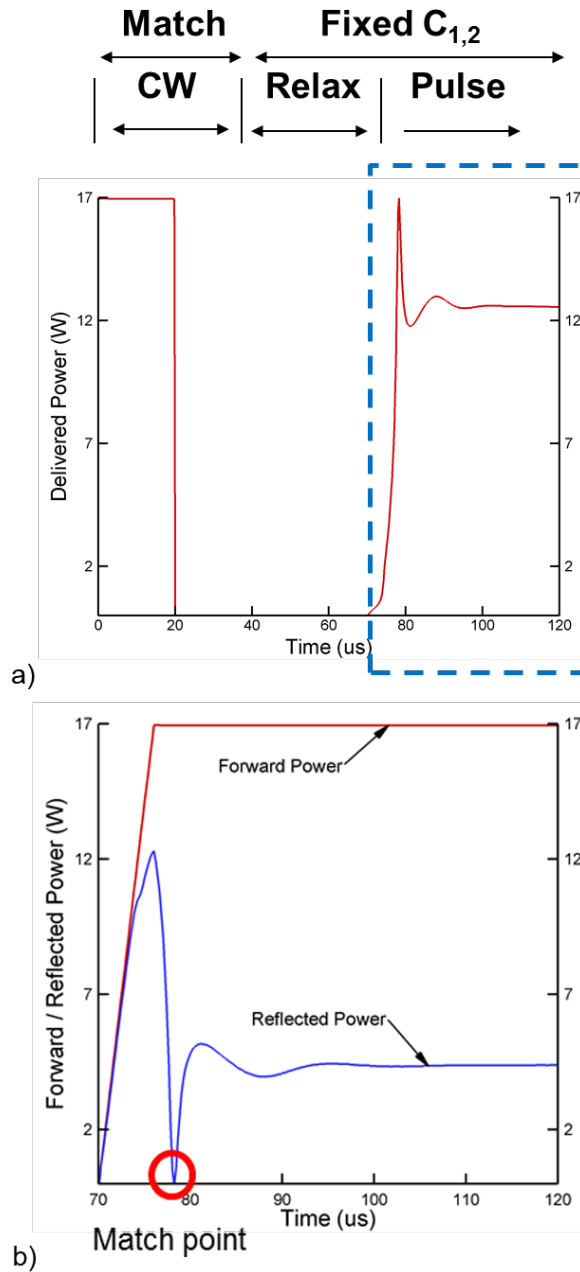 Match Fixed C1,2
CW Relax Pulse
17 17
12 12
7 7
2 2
Delivered Power (W)
0 20 40 60 80 100 120
Time (us)
a)
17 17
12 12
7 7
2 2
Forward / Reflected Power (W)
Forward Power
Reflected Power
70 80 90 100 110 120
Time (us)
Match point
b)